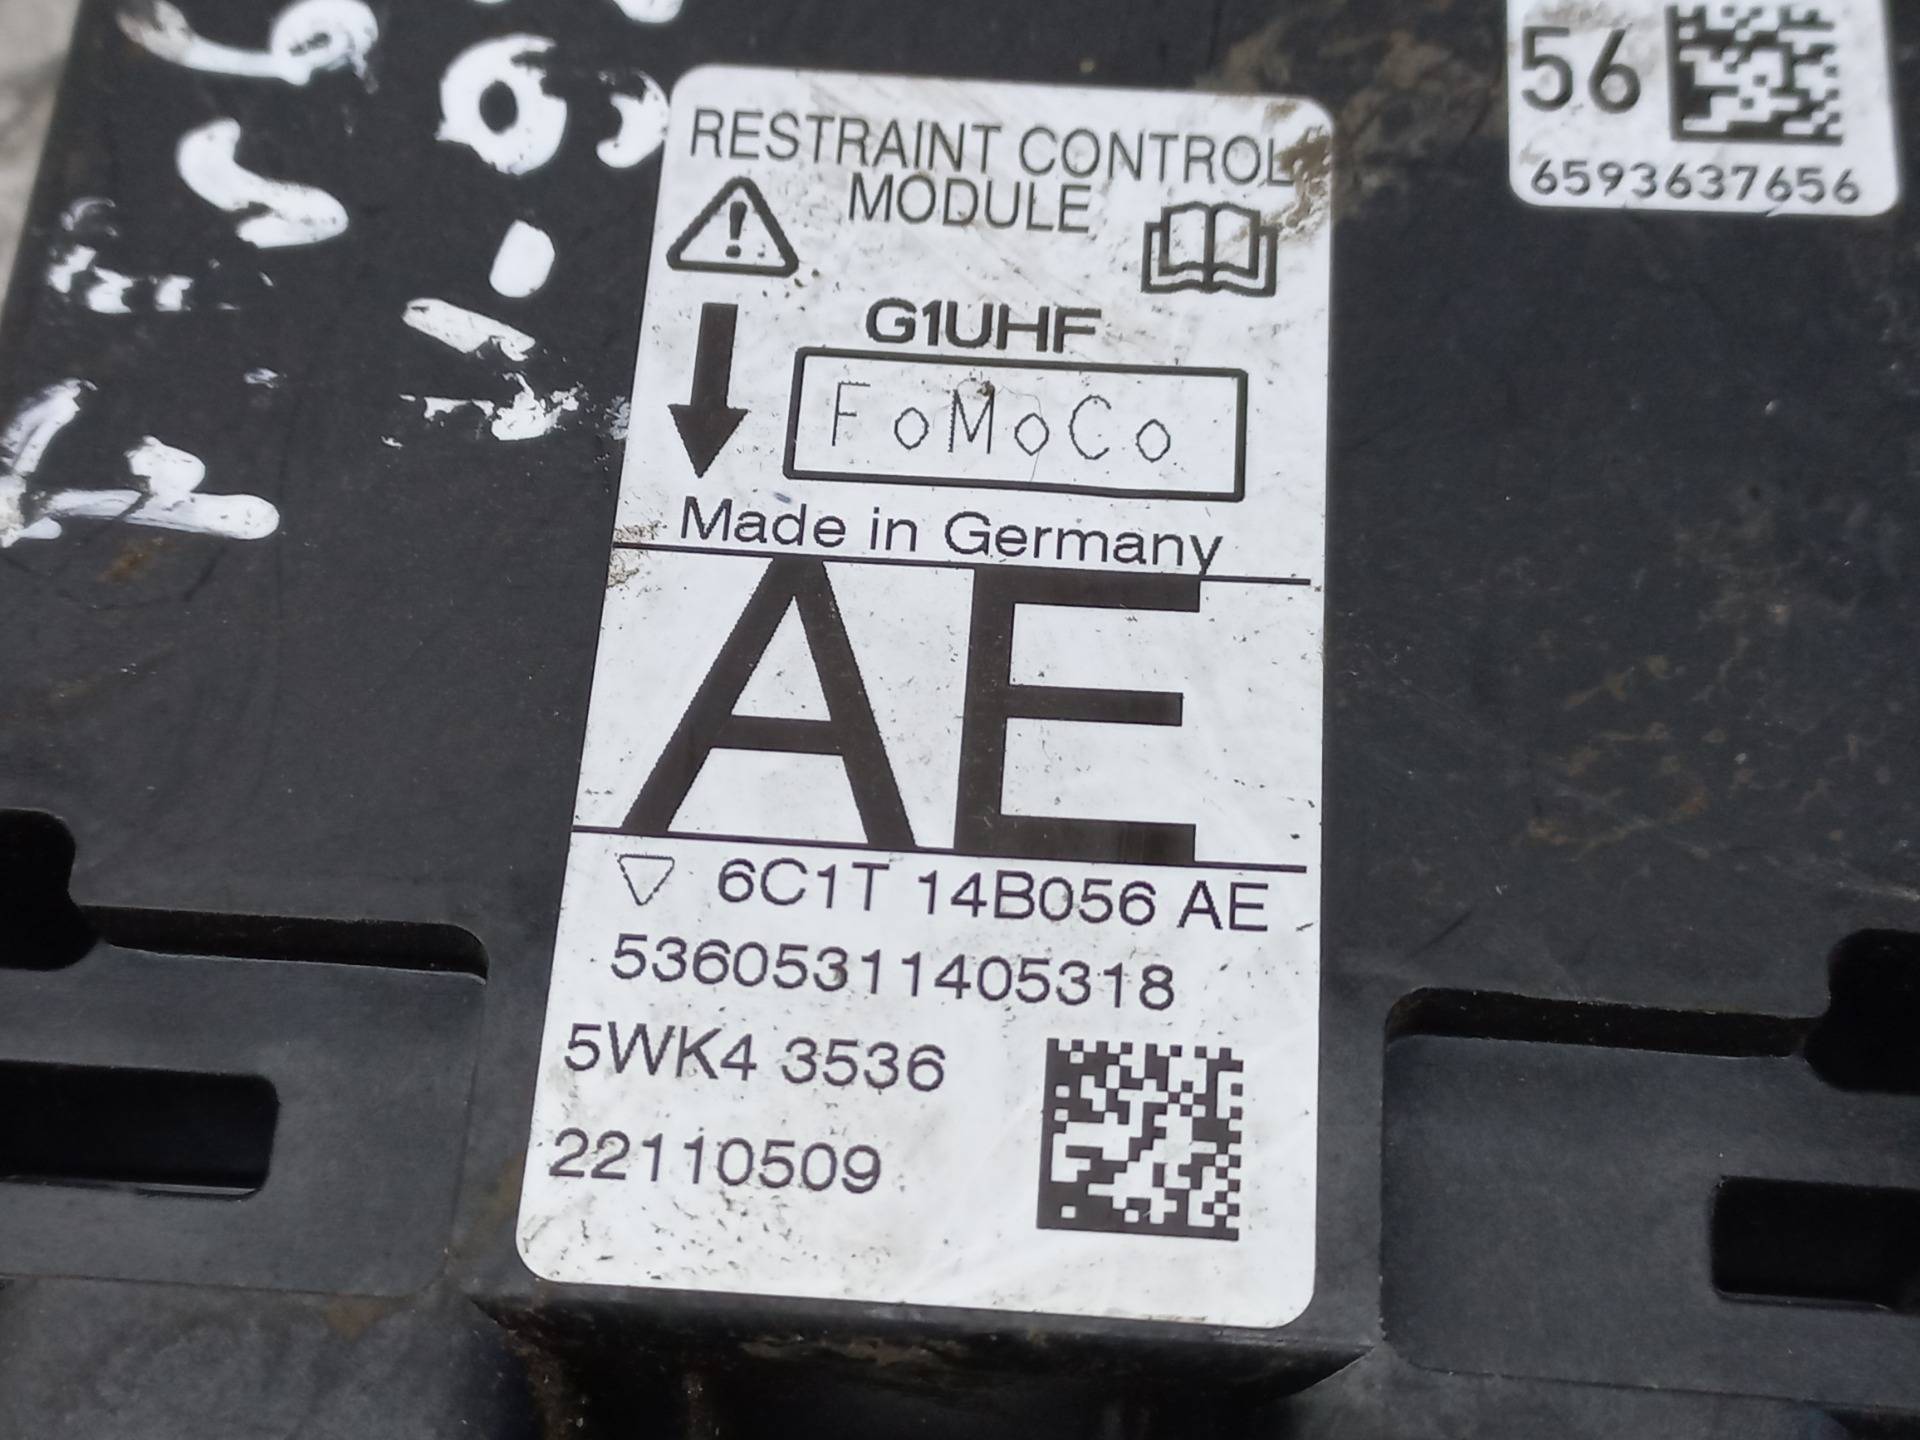 56
6593637656
RESTRAINT CONTROL
MODULE
G1UHF
FoMoCo
Made in Germany
AE
6C1T 14B056 AE
53605311405318
5WK4 3536
22110509